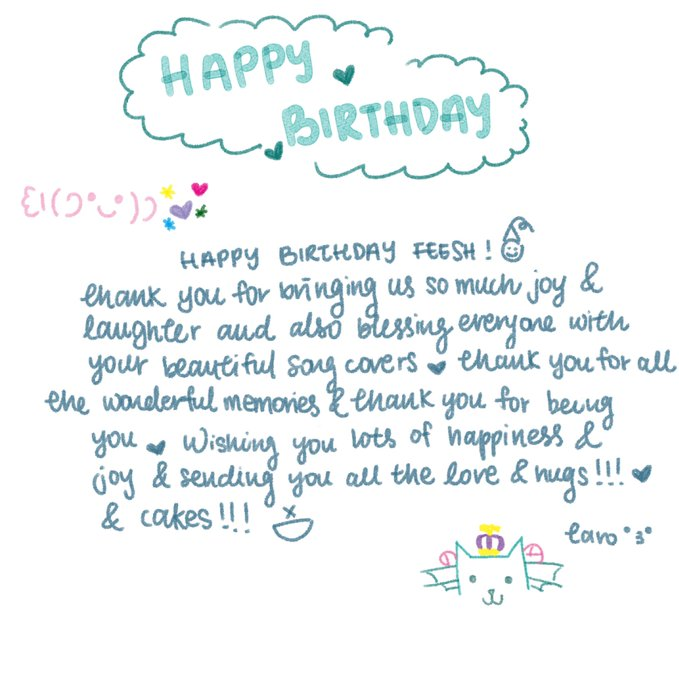 HAPPY
BIRTHDAY
HAPPY BIRTHDAY FEESH!
thank you for bringing us so much joy &
laughter and also blessing everyone with
your beautiful song covers ♥ thank you for all
the wonderful memories & thank you for being
you ♥ wishing you lots of happiness &
joy & sending you all the love & hugs!!! ♥
& cakes!!!
caro °3°